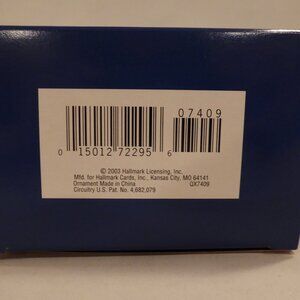 07409
0 15012 72295 6
© 2003 Hallmark Licensing, Inc.
Mfd. for Hallmark Cards, Inc., Kansas City, MO 64141
Ornament Made in China QX7409
Circuitry U.S. Pat. No. 4,682,079